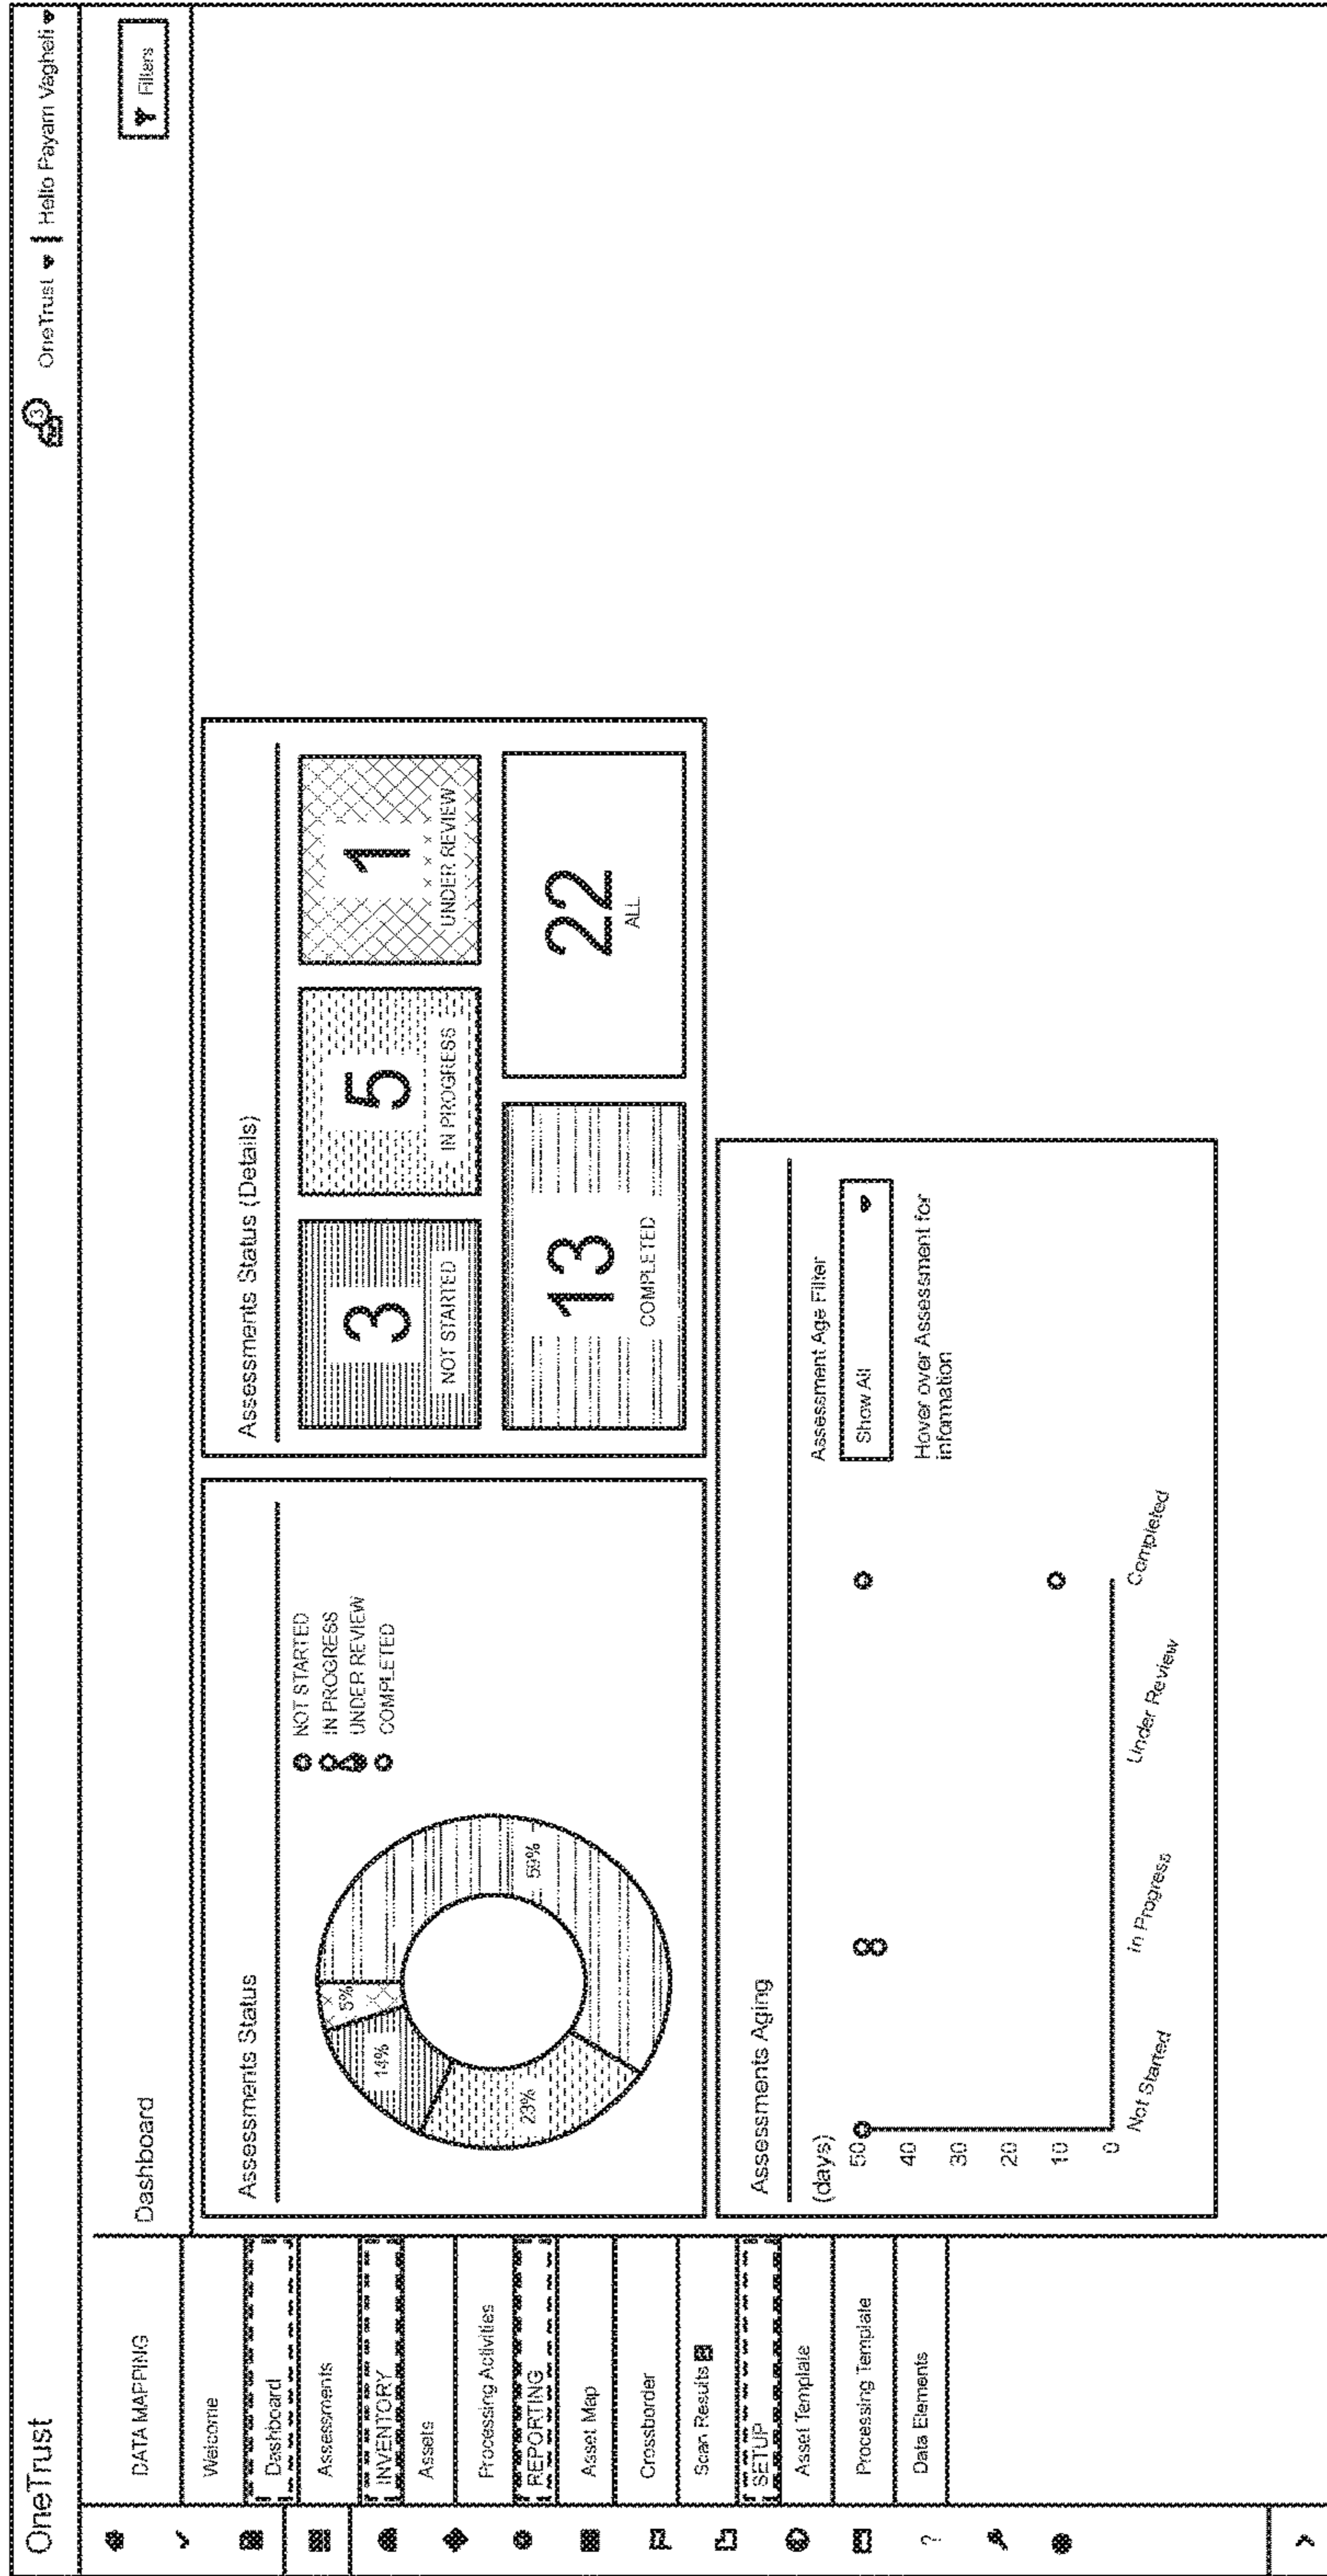 OneTrust
3
OneTrust
Hello Payam Vagheli
DATA MAPPING
Welcome
Dashboard
Assessments
INVENTORY
Assets
Processing Activities
REPORTING
Asset Map
Crossborder
Scan Results
SETUP
Asset Template
Processing Template
Data Elements
?
Dashboard
Filters
Assessments Status
5%
14%
23%
59%
NOT STARTED
IN PROGRESS
UNDER REVIEW
COMPLETED
Assessments Status (Details)
3
NOT STARTED
5
IN PROGRESS
1
UNDER REVIEW
13
COMPLETED
22
ALL
Assessments Aging
(days)
50
40
30
20
10
0
Not Started
In Progress
Under Review
Completed
Assessment Age Filter
Show All
Hover over Assessment for
information